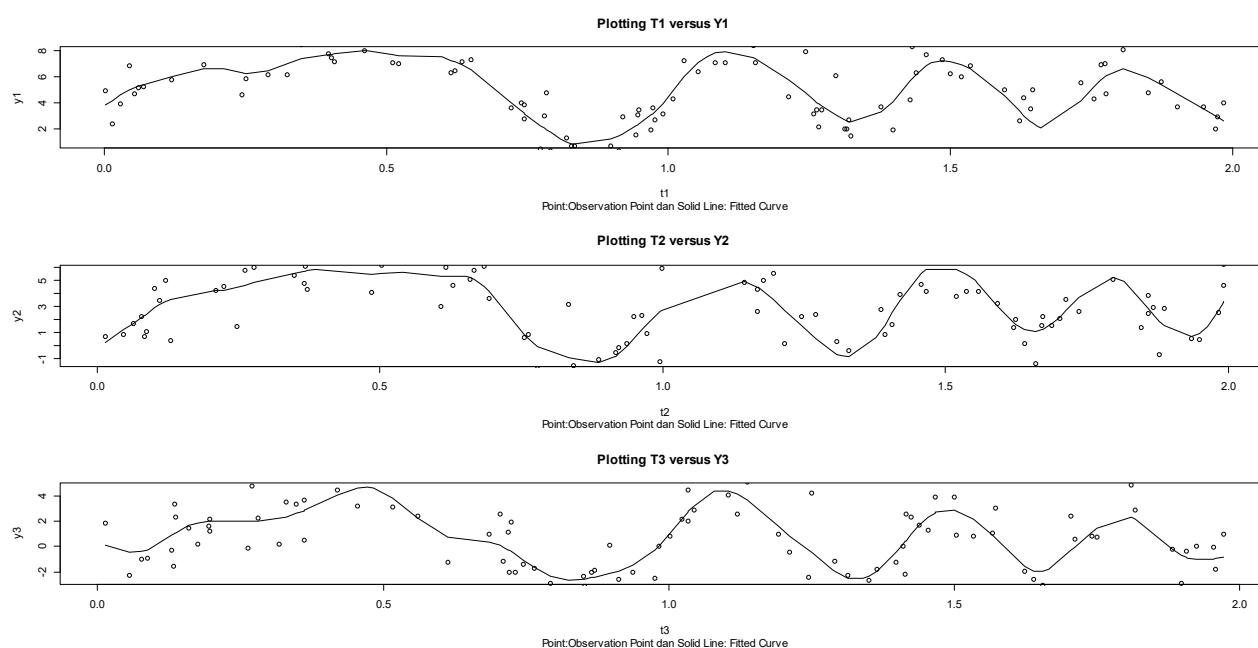 Plotting T1 versus Y1
y1
8
6
4
2
0.0 0.5 1.0 1.5 2.0
t1
Point:Observation Point dan Solid Line: Fitted Curve
Plotting T2 versus Y2
y2
5
3
1
-1
0.0 0.5 1.0 1.5 2.0
t2
Point:Observation Point dan Solid Line: Fitted Curve
Plotting T3 versus Y3
y3
4
2
0
-2
0.0 0.5 1.0 1.5 2.0
t3
Point:Observation Point dan Solid Line: Fitted Curve